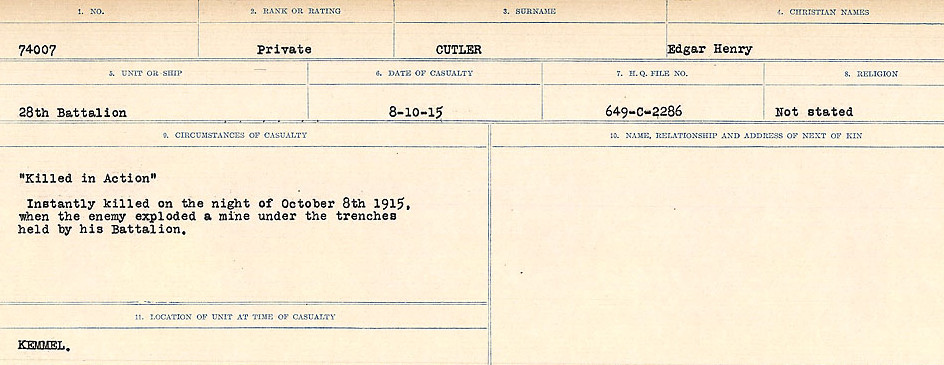 1. NO. 2. RANK OR RATING 3. SURNAME 4. CHRISTIAN NAMES
74007 Private CUTLER Edgar Henry
5. UNIT OR SHIP 6. DATE OF CASUALTY 7. H. Q. FILE NO. 8. RELIGION
28th Battalion 8-10-15 649-C-2286 Not stated
9. CIRCUMSTANCES OF CASUALTY 10. NAME, RELATIONSHIP AND ADDRESS OF NEXT OF KIN
"Killed in Action"
Instantly killed on the night of October 8th 1915,
when the enemy exploded a mine under the trenches
held by his Battalion.
11. LOCATION OF UNIT AT TIME OF CASUALTY
KEMMEL.